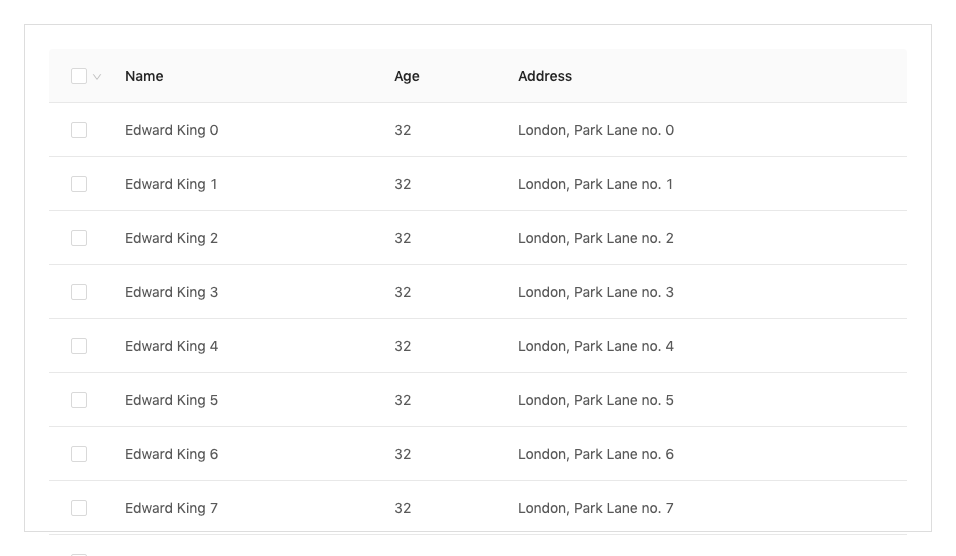 Name Age Address
Edward King 0 32 London, Park Lane no. 0
Edward King 1 32 London, Park Lane no. 1
Edward King 2 32 London, Park Lane no. 2
Edward King 3 32 London, Park Lane no. 3
Edward King 4 32 London, Park Lane no. 4
Edward King 5 32 London, Park Lane no. 5
Edward King 6 32 London, Park Lane no. 6
Edward King 7 32 London, Park Lane no. 7